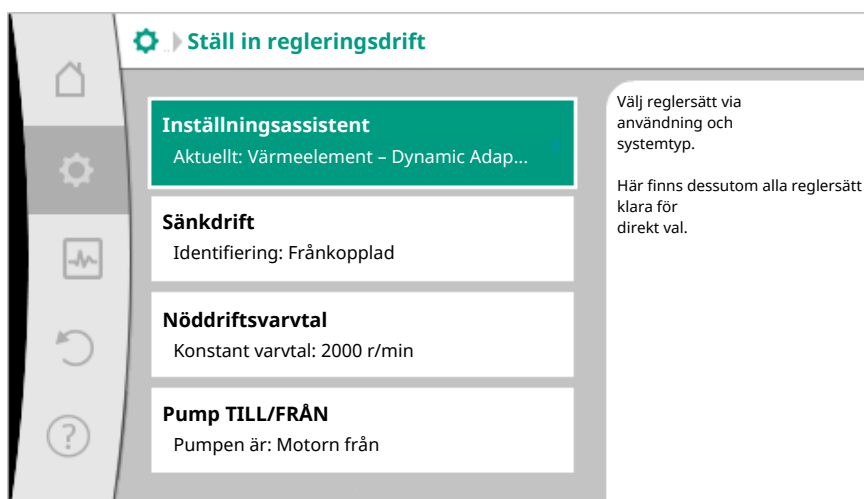 Ställ in regleringsdrift
Inställningsassistent
Aktuellt: Värmeelement – Dynamic Adap...
Sänkdrift
Identifiering: Frånkopplad
Nöddriftsvarvtal
Konstant varvtal: 2000 r/min
Pump TILL/FRÅN
Pumpen är: Motorn från
Välj reglersätt via
användning och
systemtyp.
Här finns dessutom alla reglersätt
klara för
direkt val.